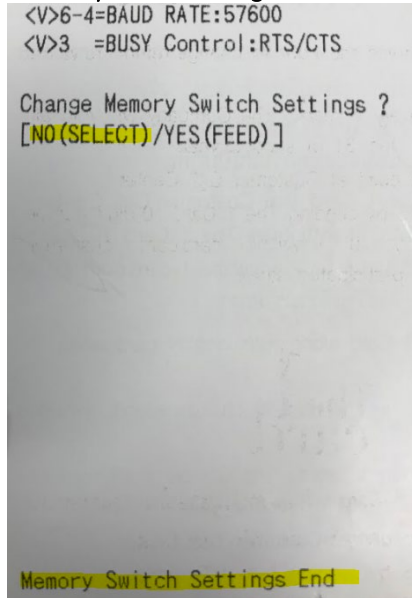 <V>6-4=BAUD RATE:57600
<V>3 =BUSY Control:RTS/CTS
Change Memory Switch Settings ?
[NO(SELECT)/YES(FEED)]
Memory Switch Settings End